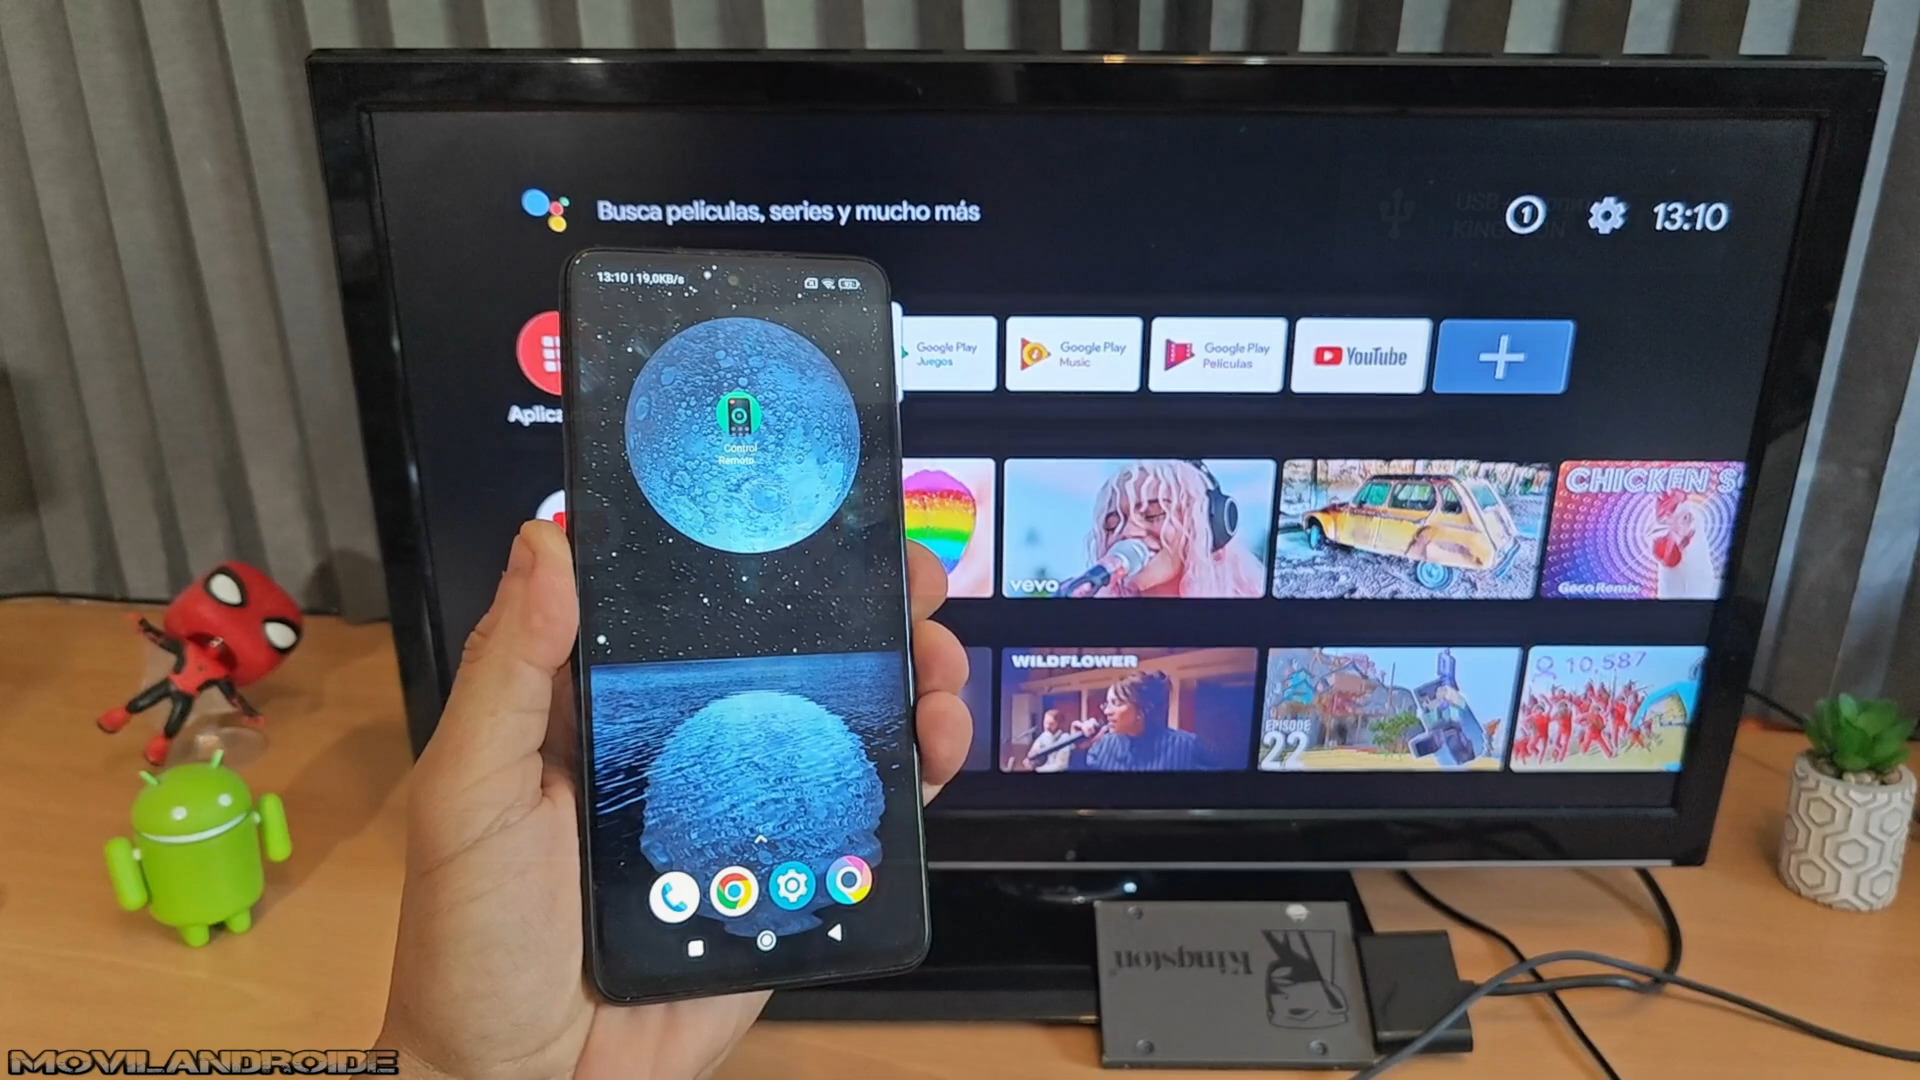 Busca películas, series y mucho más
1
13:10
13:10 | 19,0KB/s
Google Play
Juegos
Google Play
Music
Google Play
Películas
YouTube
Aplica
Control
Remoto
vevo
CHICKEN S
Geco Remix
WILDFLOWER
EPISODE
22
10,587
Kingston
MOVILANDROIDE